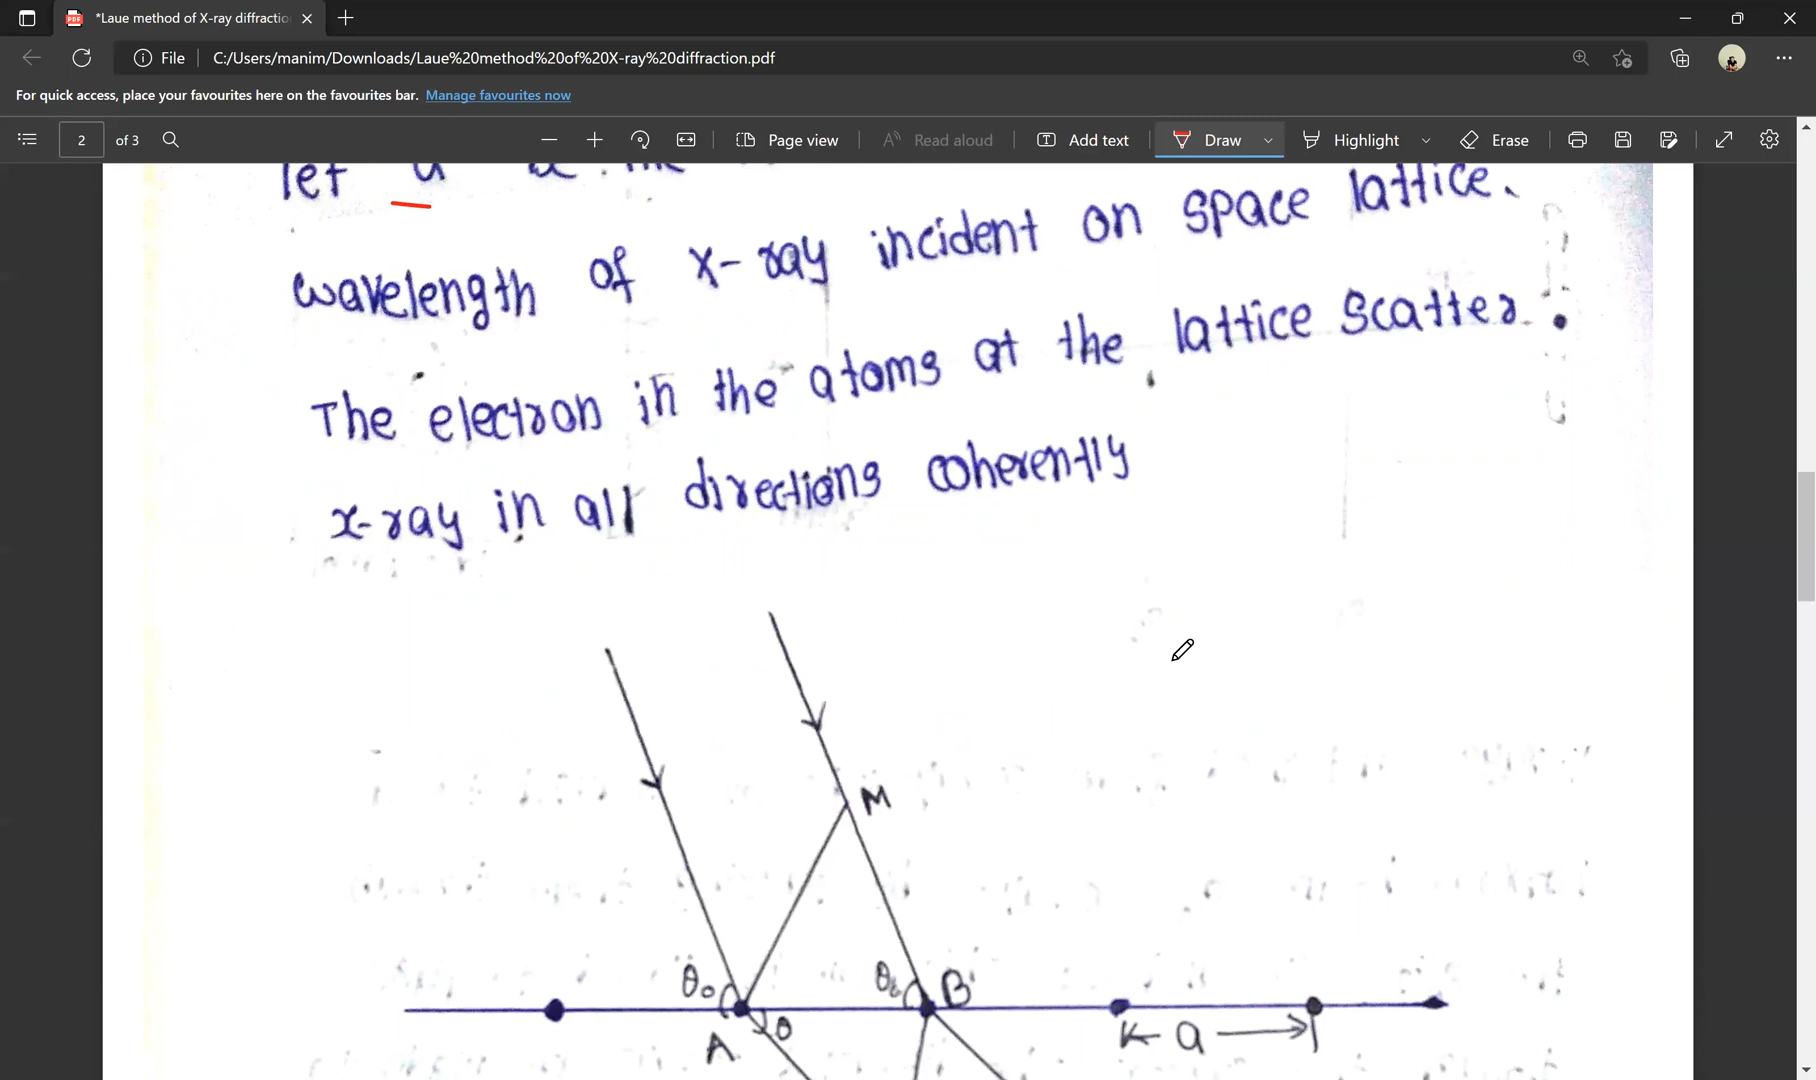 *Laue method of X-ray diffractio
File C:/Users/manim/Downloads/Laue%20method%20of%20X-ray%20diffraction.pdf
For quick access, place your favourites here on the favourites bar. Manage favourites now
2 of 3 Page view Read aloud Add text Draw Highlight Erase
let
wavelength of x-ray incident on space lattice.
The electron in the atoms at the lattice scatter
x-ray in all directions coherently
M
θo θo B
A θ a